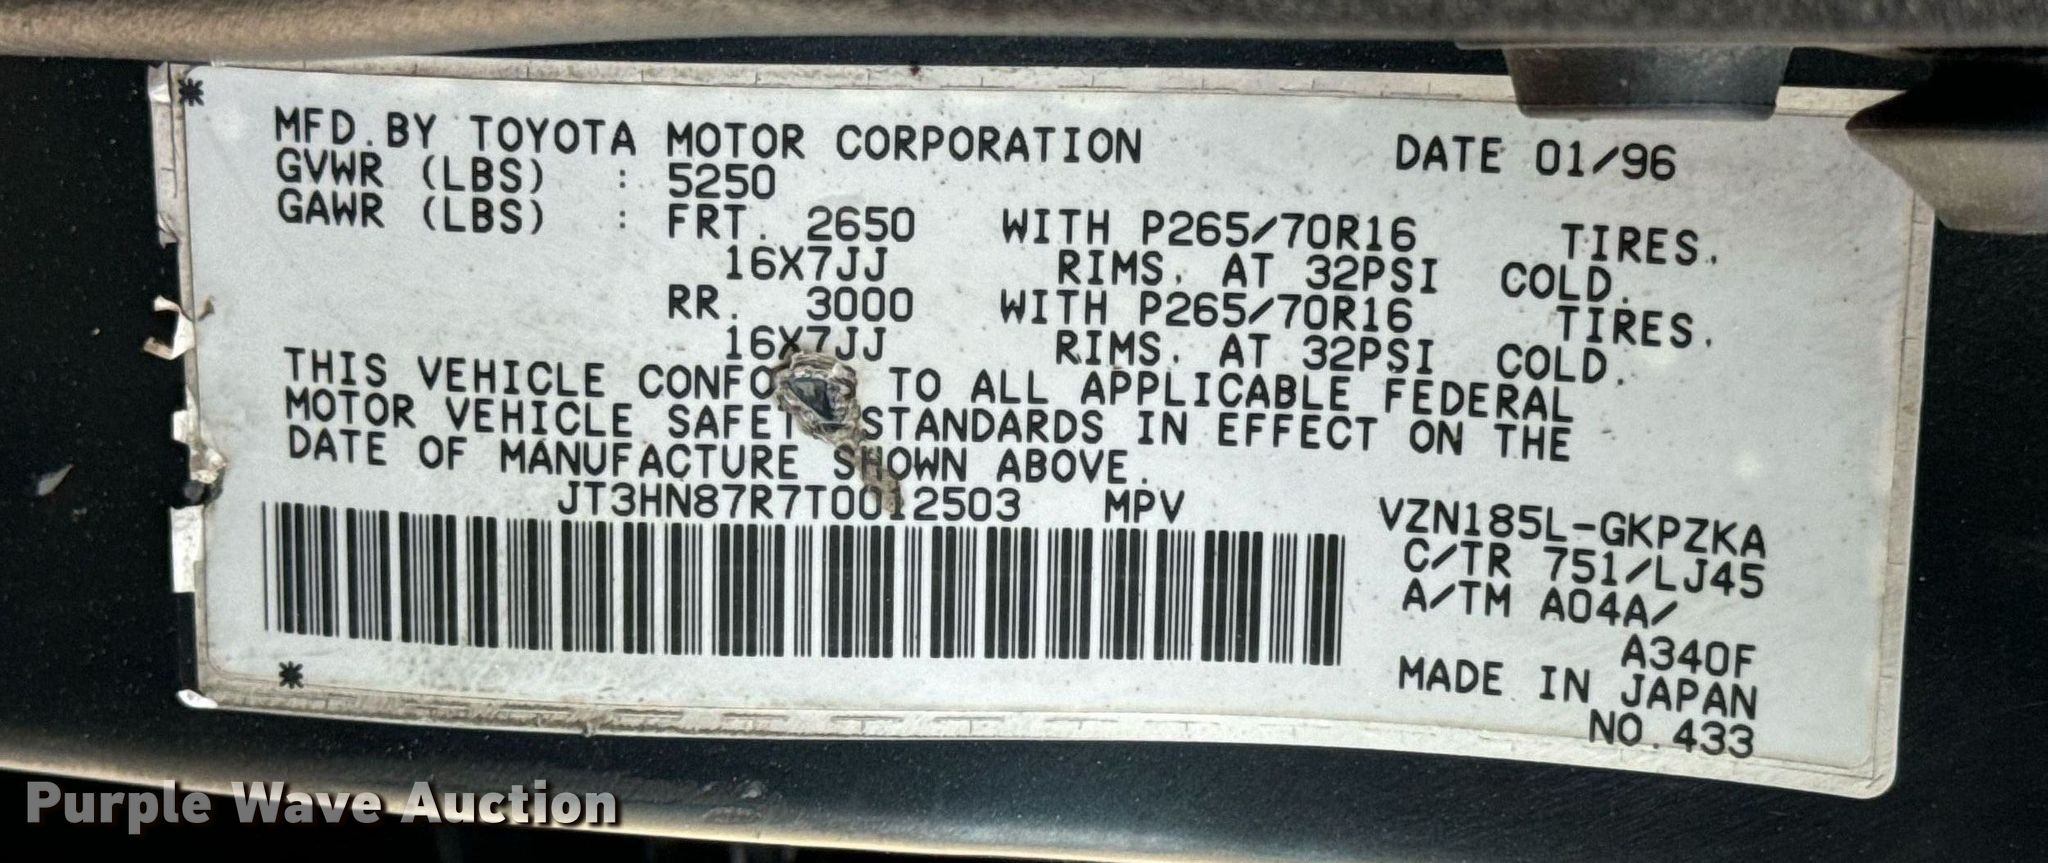 MFD. BY TOYOTA MOTOR CORPORATION DATE 01/96
GVWR (LBS) : 5250
GAWR (LBS) : FRT. 2650 WITH P265/70R16 TIRES.
16X7JJ RIMS. AT 32PSI COLD.
RR. 3000 WITH P265/70R16 TIRES.
16X7JJ RIMS. AT 32PSI COLD.
THIS VEHICLE CONFO TO ALL APPLICABLE FEDERAL
MOTOR VEHICLE SAFET STANDARDS IN EFFECT ON THE
DATE OF MANUFACTURE SHOWN ABOVE.
JT3HN87R7T0012503 MPV VZN185L-GKPZKA
C/TR 751/LJ45
A/TM A04A/
A340F
MADE IN JAPAN
NO. 433
Purple Wave Auction